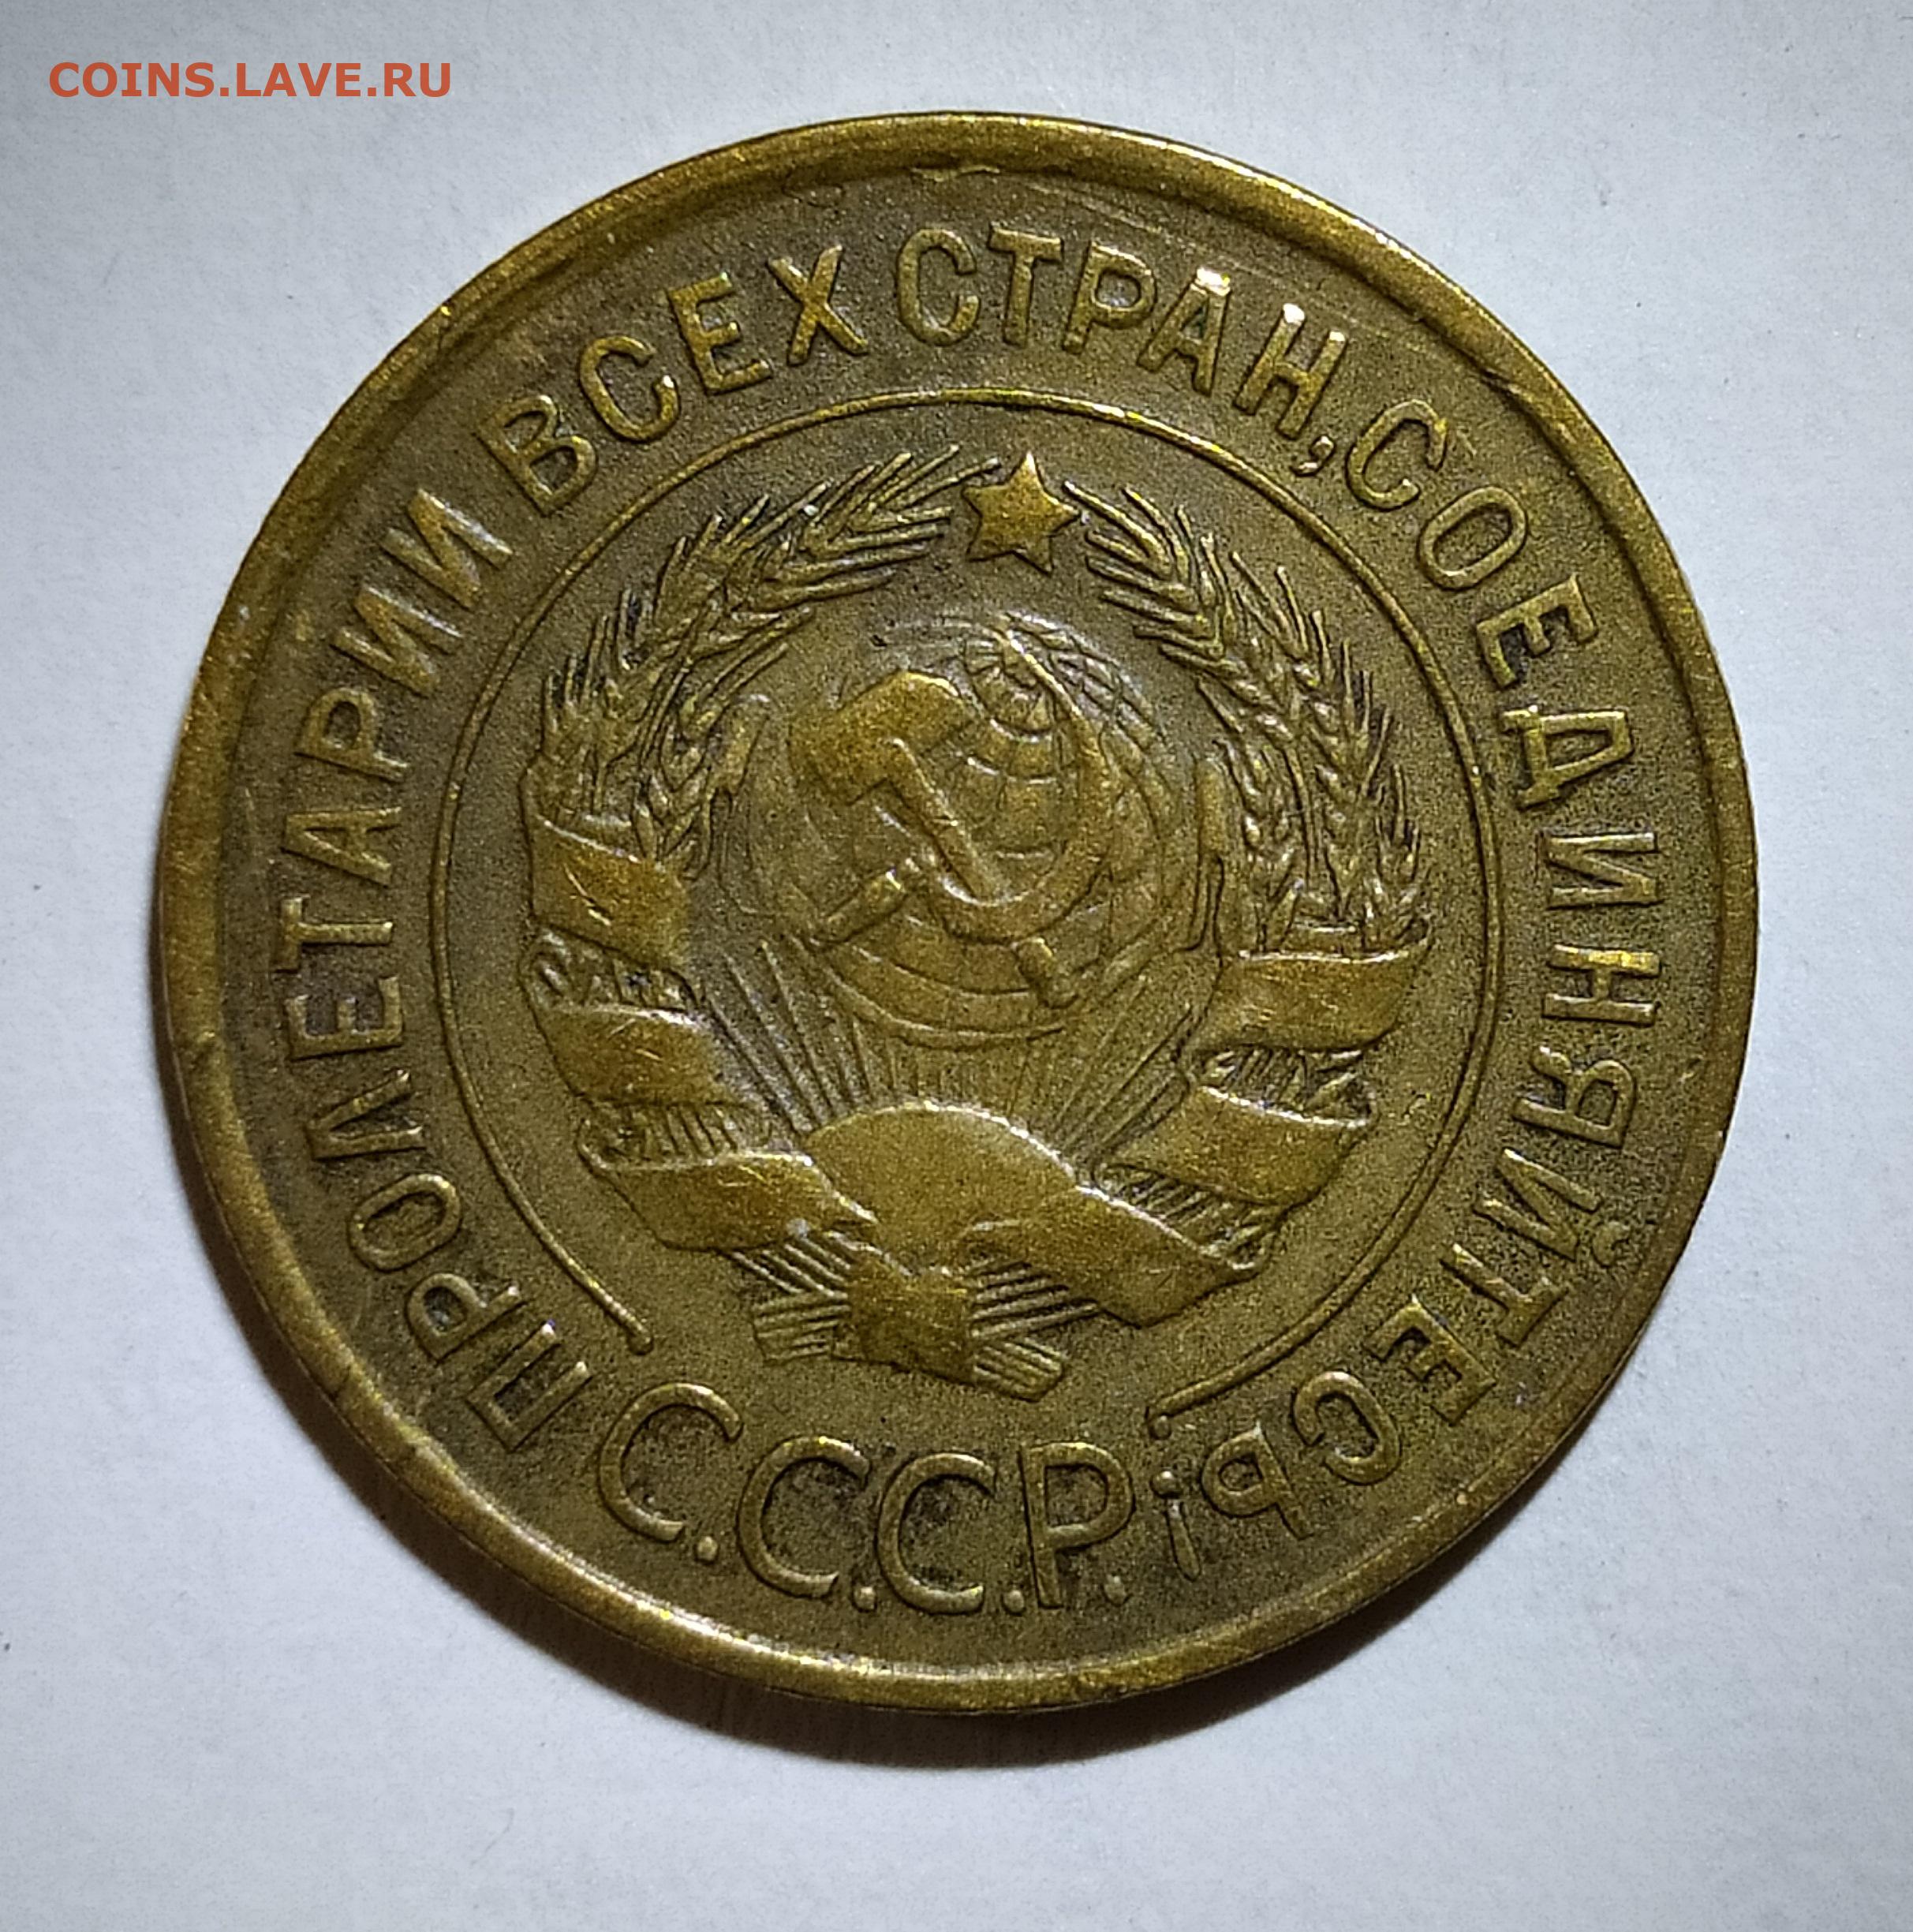 COINS.LAVE.RU
ПРОЛЕТАРИИ ВСЕХ СТРАН, СОЕДИНЯЙТЕСЬ!
С.С.С.Р.